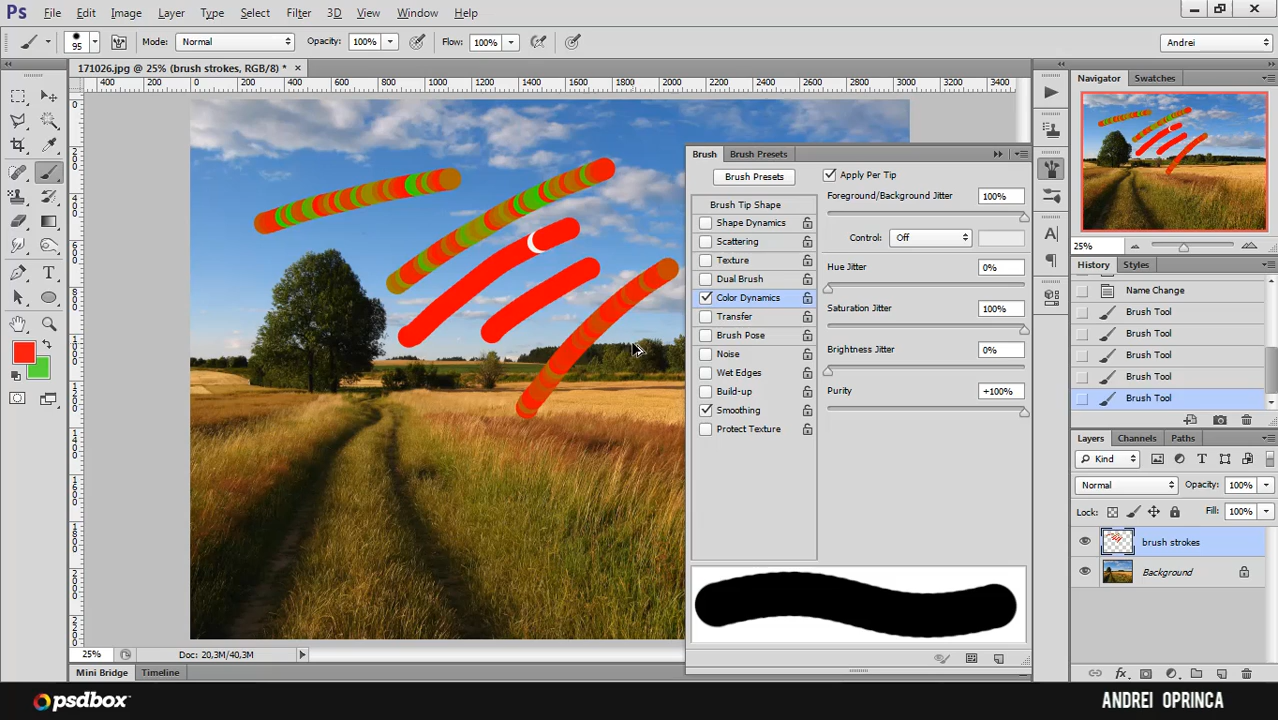 Ps File Edit Image Layer Type Select Filter 3D View Window Help
95 Mode: Normal Opacity: 100% Flow: 100% Andrei
171026.jpg @ 25% (brush strokes, RGB/8) * ×
400 200 0 200 400 600 800 1000 1200 1400 1600 1800 2000 2200 2400 2600 2800 3000 3200 3400
Navigator Swatches
25%
Brush Brush Presets
Brush Presets
Brush Tip Shape
Shape Dynamics
Scattering
Texture
Dual Brush
Color Dynamics
Transfer
Brush Pose
Noise
Wet Edges
Build-up
Smoothing
Protect Texture
Apply Per Tip
Foreground/Background Jitter 100%
Control: Off
Hue Jitter 0%
Saturation Jitter 100%
Brightness Jitter 0%
Purity +100%
History Styles
Name Change
Brush Tool
Brush Tool
Brush Tool
Brush Tool
Brush Tool
Layers Channels Paths
Kind
Normal Opacity: 100%
Lock: Fill: 100%
brush strokes
Background
25% Doc: 20,3M/40,3M
Mini Bridge Timeline
psdbox
ANDREI OPRINCA